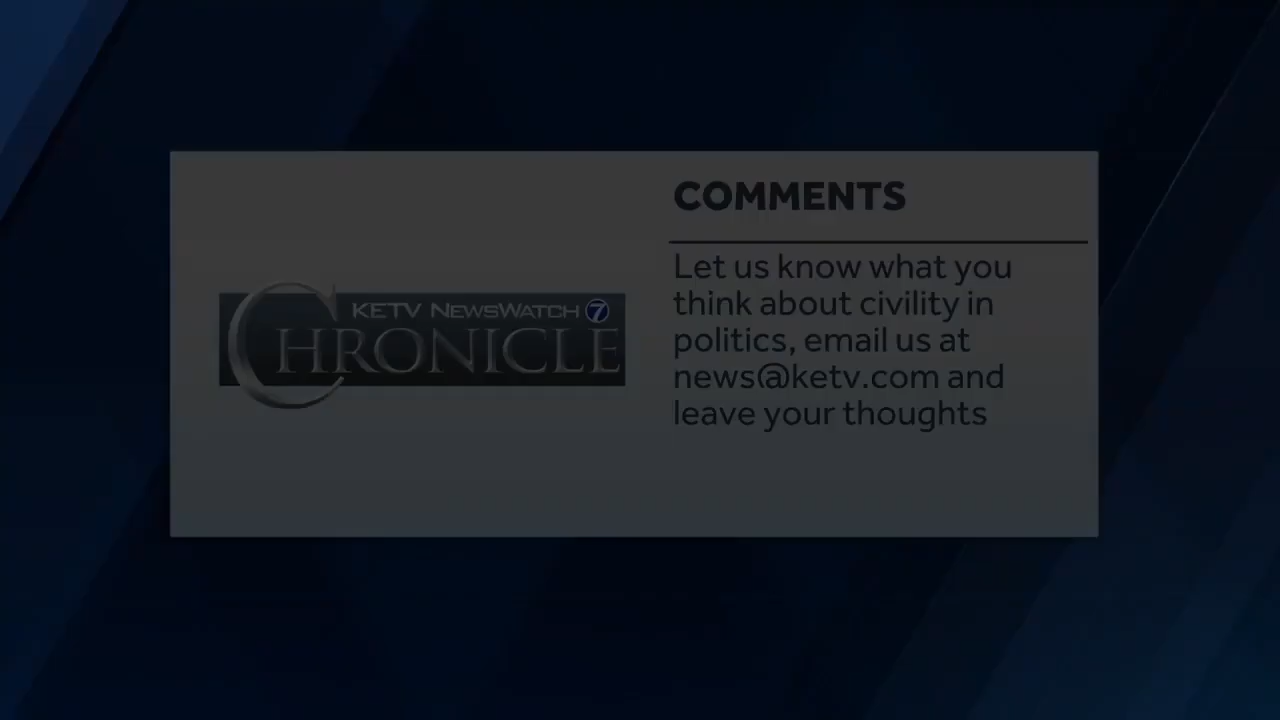 COMMENTS
Let us know what you
think about civility in
politics, email us at
news@ketv.com and
leave your thoughts
KETV NEWSWATCH 7
CHRONICLE